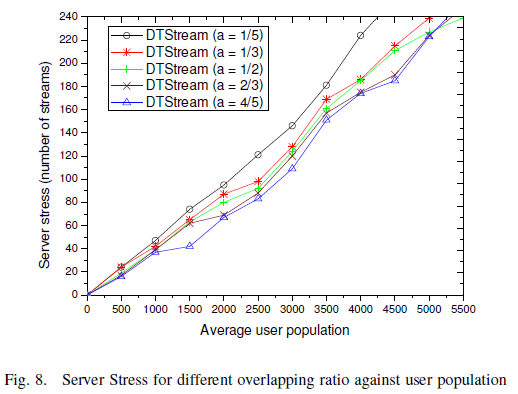 240
220
200
180
160
140
120
100
80
60
40
20
0
Server stress (number of streams)
DTStream (a = 1/5)
DTStream (a = 1/3)
DTStream (a = 1/2)
DTStream (a = 2/3)
DTStream (a = 4/5)
0 500 1000 1500 2000 2500 3000 3500 4000 4500 5000 5500
Average user population
Fig. 8. Server Stress for different overlapping ratio against user population